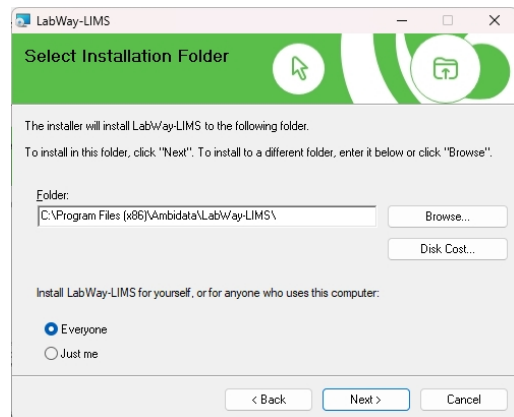 LabWay-LIMS
Select Installation Folder
The installer will install LabWay-LIMS to the following folder.
To install in this folder, click "Next". To install to a different folder, enter it below or click "Browse".
Folder:
C:\Program Files (x86)\Ambidata\LabWay-LIMS\
Browse...
Disk Cost...
Install LabWay-LIMS for yourself, or for anyone who uses this computer:
Everyone
Just me
< Back
Next >
Cancel